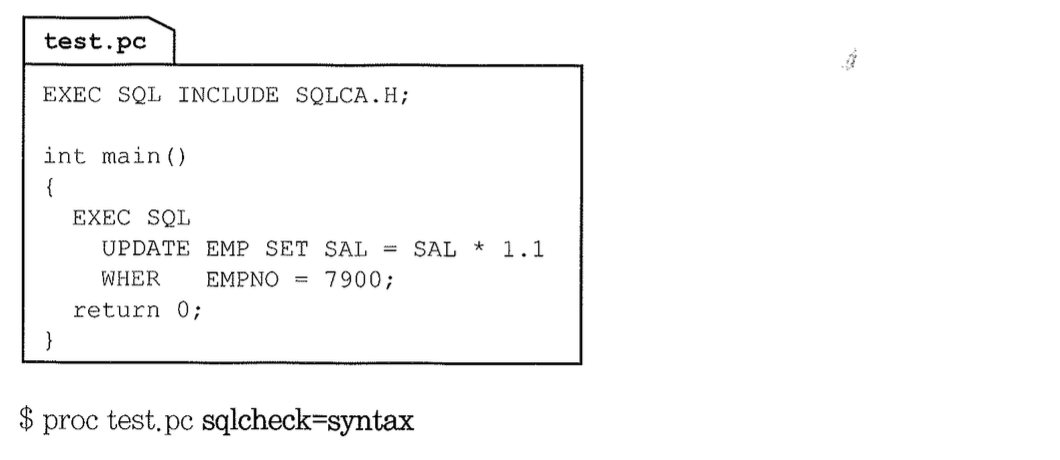 test.pc
EXEC SQL INCLUDE SQLCA.H;
int main()
{
EXEC SQL
UPDATE EMP SET SAL = SAL * 1.1
WHER EMPNO = 7900;
return 0;
}
$ proc test.pc sqlcheck=syntax